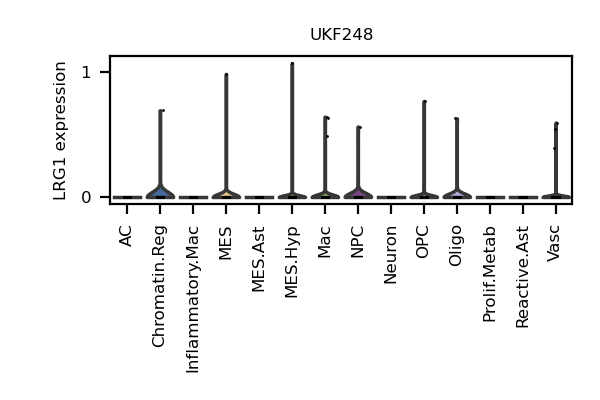 UKF248
LRG1 expression
1
0
AC
Chromatin.Reg
Inflammatory.Mac
MES
MES.Ast
MES.Hyp
Mac
NPC
Neuron
OPC
Oligo
Prolif.Metab
Reactive.Ast
Vasc